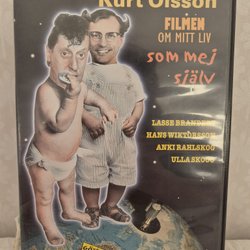 Kurt Olsson
FILMEN
OM MITT LIV
som mej
själv
LASSE BRANDEBY
HANS WIKTORSSON
ANKI RAHLSKOG
ULLA SKOOG